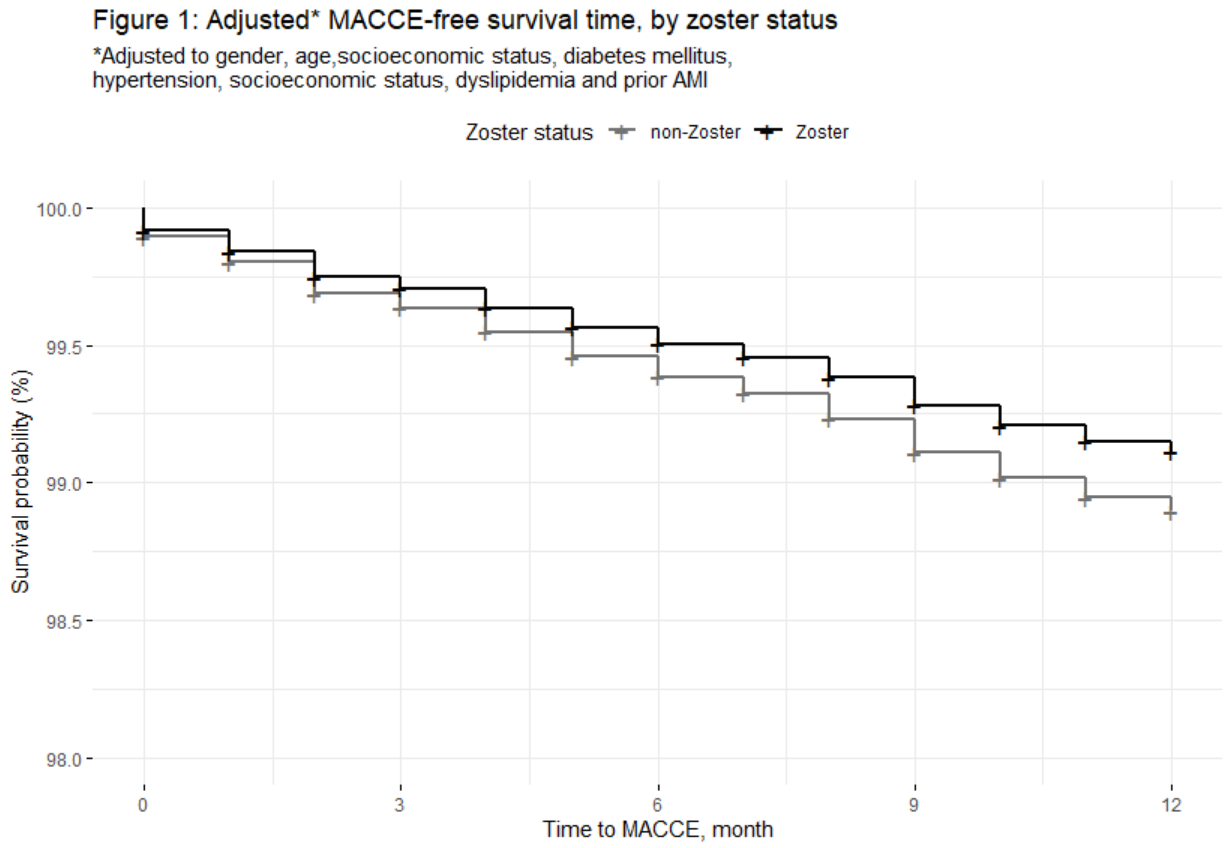 Figure 1: Adjusted* MACCE-free survival time, by zoster status
*Adjusted to gender, age,socioeconomic status, diabetes mellitus,
hypertension, socioeconomic status, dyslipidemia and prior AMI
Zoster status non-Zoster Zoster
100.0
99.5
99.0
98.5
98.0
Survival probability (%)
0 3 6 9 12
Time to MACCE, month